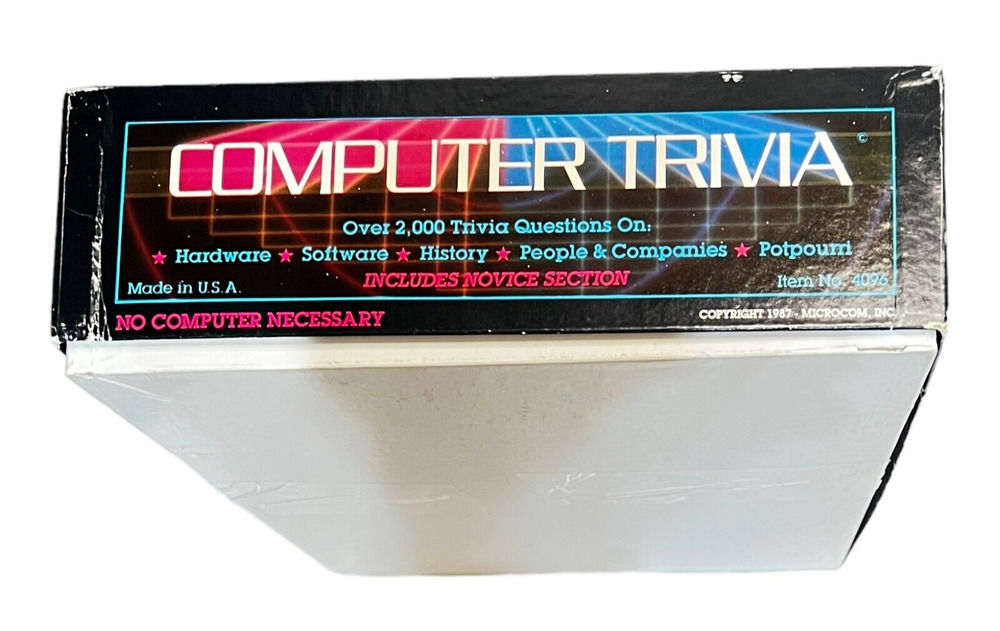 COMPUTER TRIVIA ©
Over 2,000 Trivia Questions On:
★ Hardware ★ Software ★ History ★ People & Companies ★ Potpourri
INCLUDES NOVICE SECTION
Made in U.S.A. Item No. 4096
NO COMPUTER NECESSARY
COPYRIGHT 1987 - MICROCOM, INC.